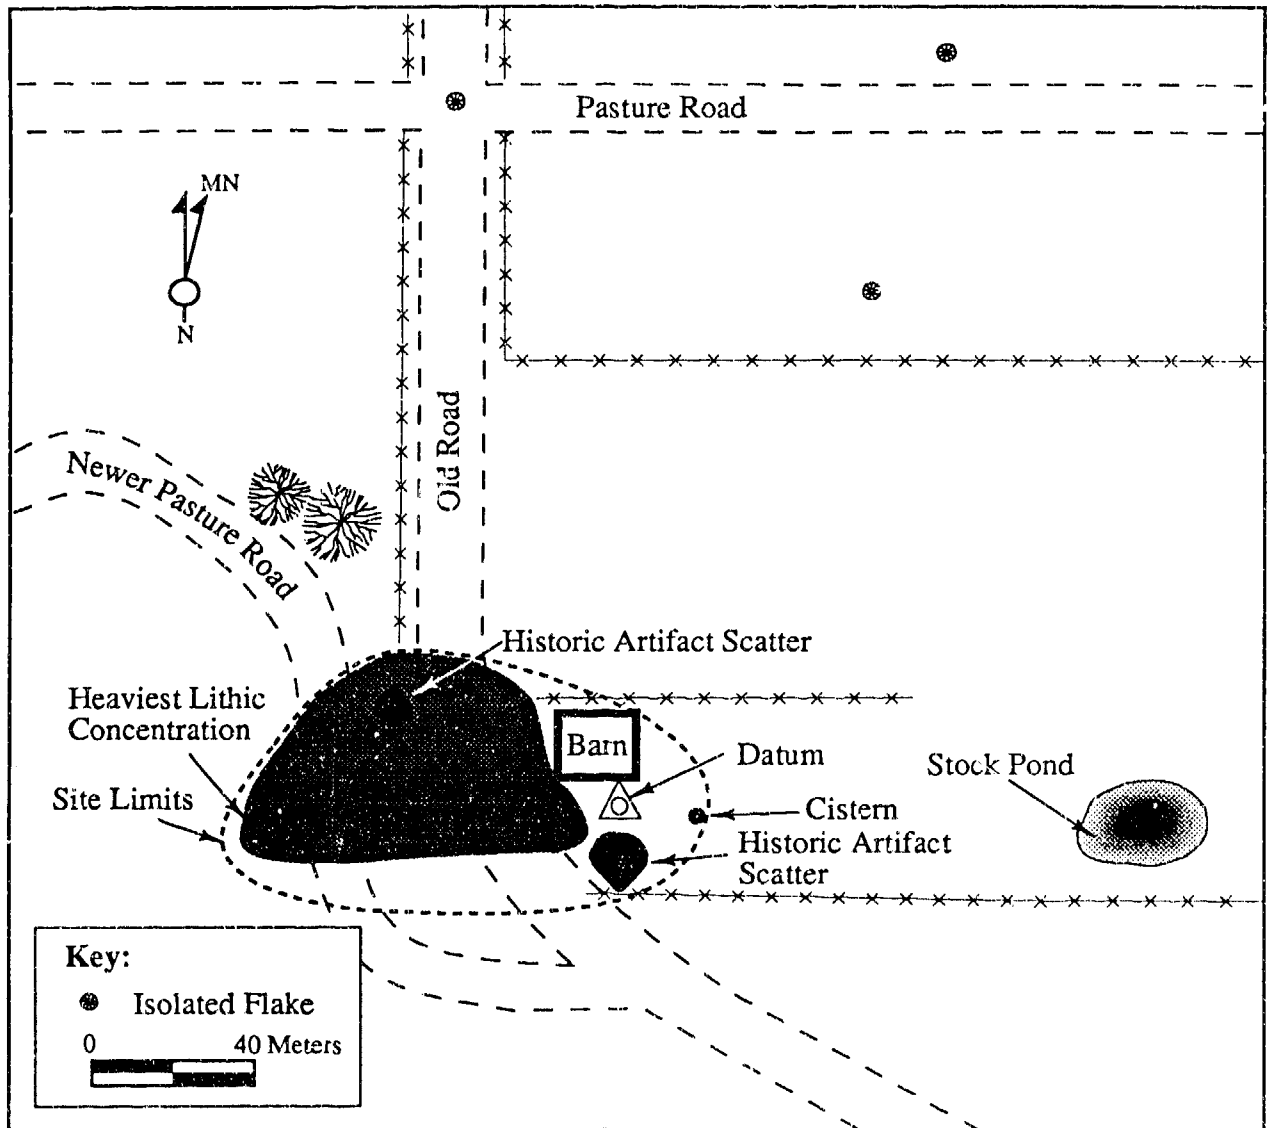 Pasture Road
MN
N
Old Road
Newer Pasture Road
Historic Artifact Scatter
Heaviest Lithic
Concentration
Barn
Datum
Stock Pond
Site Limits
Cistern
Historic Artifact
Scatter
Key:
Isolated Flake
0 40 Meters